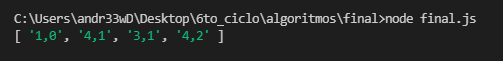 C:\Users\andr33wD\Desktop\6to_ciclo\algoritmos\final>node final.js
[ '1,0', '4,1', '3,1', '4,2' ]